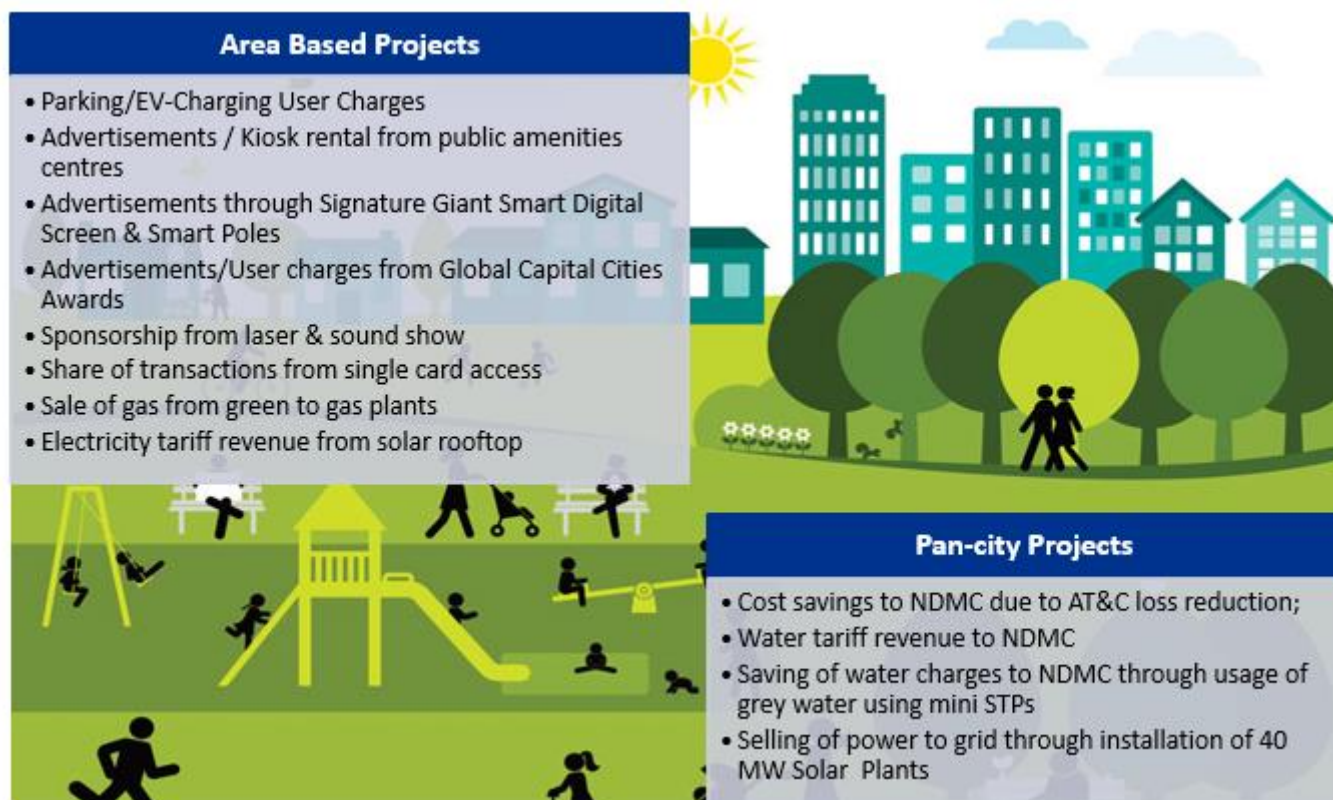 Area Based Projects
• Parking/EV-Charging User Charges
• Advertisements / Kiosk rental from public amenities
centres
• Advertisements through Signature Giant Smart Digital
Screen & Smart Poles
• Advertisements/User charges from Global Capital Cities
Awards
• Sponsorship from laser & sound show
• Share of transactions from single card access
• Sale of gas from green to gas plants
• Electricity tariff revenue from solar rooftop
Pan-city Projects
• Cost savings to NDMC due to AT&C loss reduction;
• Water tariff revenue to NDMC
• Saving of water charges to NDMC through usage of
grey water using mini STPs
• Selling of power to grid through installation of 40
MW Solar Plants